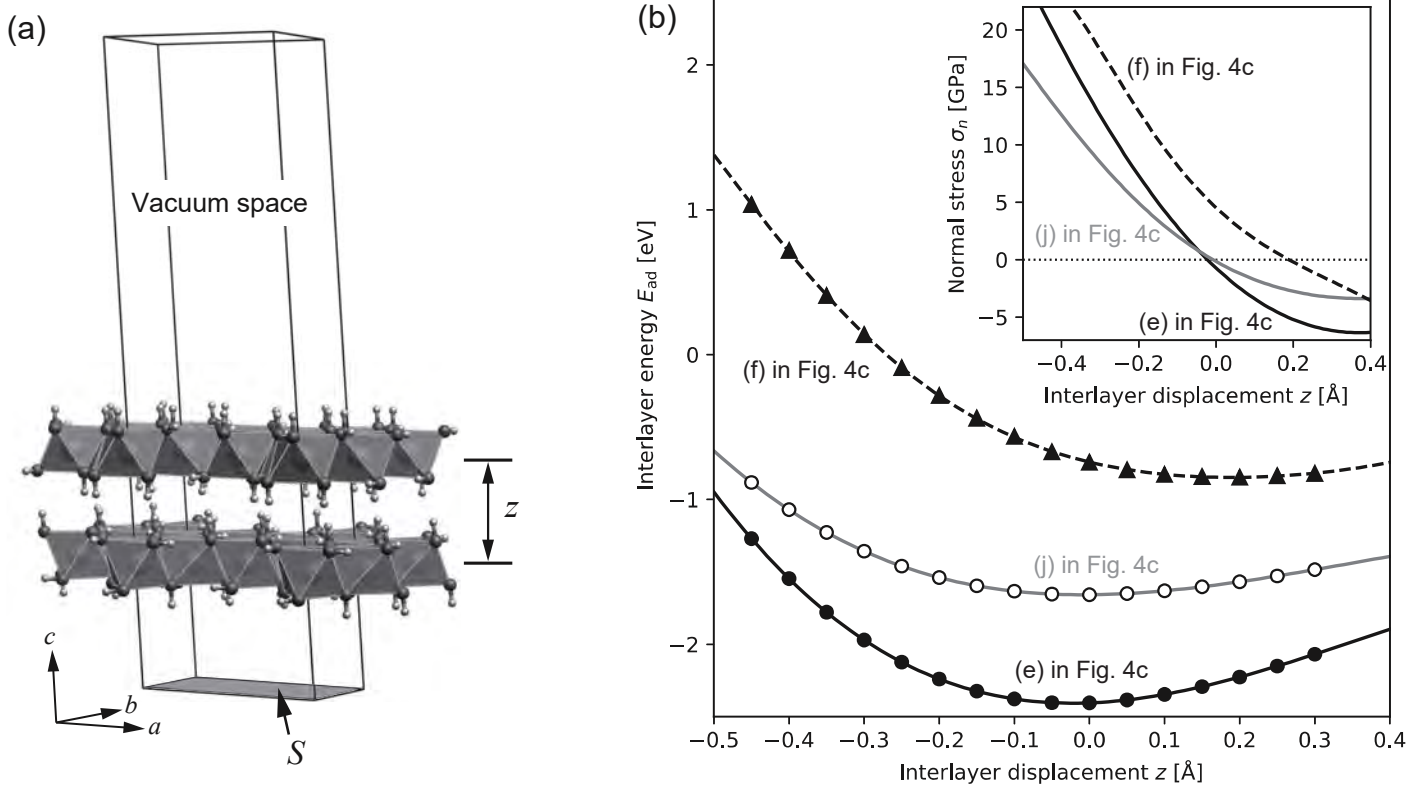 (a)
Vacuum space
z
c
b
a
S
(b)
Interlayer energy E_ad [eV]
2
1
0
−1
−2
(f) in Fig. 4c
(j) in Fig. 4c
(e) in Fig. 4c
−0.5 −0.4 −0.3 −0.2 −0.1 0.0 0.1 0.2 0.3 0.4
Interlayer displacement z [Å]
Normal stress σ_n [GPa]
20
15
10
5
0
−5
(f) in Fig. 4c
(j) in Fig. 4c
(e) in Fig. 4c
−0.4 −0.2 0.0 0.2 0.4
Interlayer displacement z [Å]